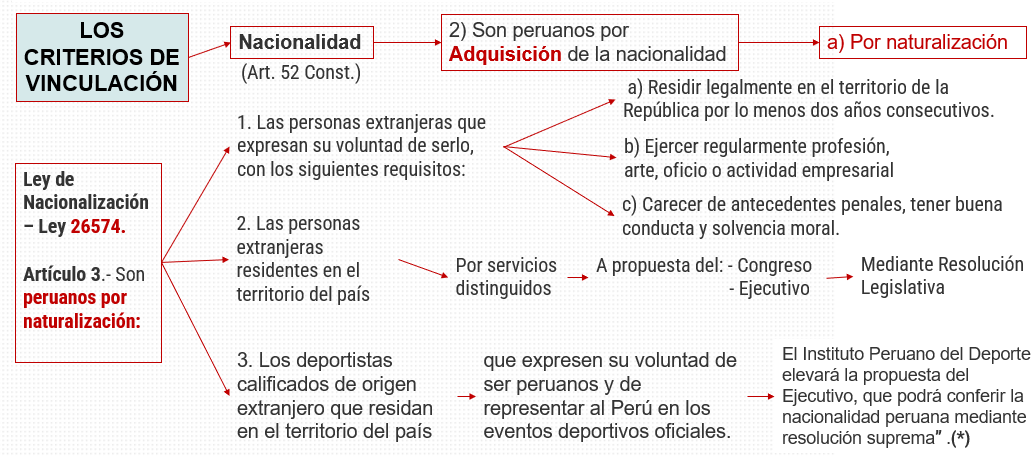 LOS
CRITERIOS DE
VINCULACIÓN
Nacionalidad
(Art. 52 Const.)
2) Son peruanos por
Adquisición de la nacionalidad
a) Por naturalización
Ley de
Nacionalización
– Ley 26574.
Artículo 3.- Son
peruanos por
naturalización:
1. Las personas extranjeras que
expresan su voluntad de serlo,
con los siguientes requisitos:
a) Residir legalmente en el territorio de la
República por lo menos dos años consecutivos.
b) Ejercer regularmente profesión,
arte, oficio o actividad empresarial
c) Carecer de antecedentes penales, tener buena
conducta y solvencia moral.
2. Las personas
extranjeras
residentes en el
territorio del país
Por servicios
distinguidos
A propuesta del: - Congreso
- Ejecutivo
Mediante Resolución
Legislativa
3. Los deportistas
calificados de origen
extranjero que residan
en el territorio del país
que expresen su voluntad de
ser peruanos y de
representar al Perú en los
eventos deportivos oficiales.
El Instituto Peruano del Deporte
elevará la propuesta del
Ejecutivo, que podrá conferir la
nacionalidad peruana mediante
resolución suprema” .(*)